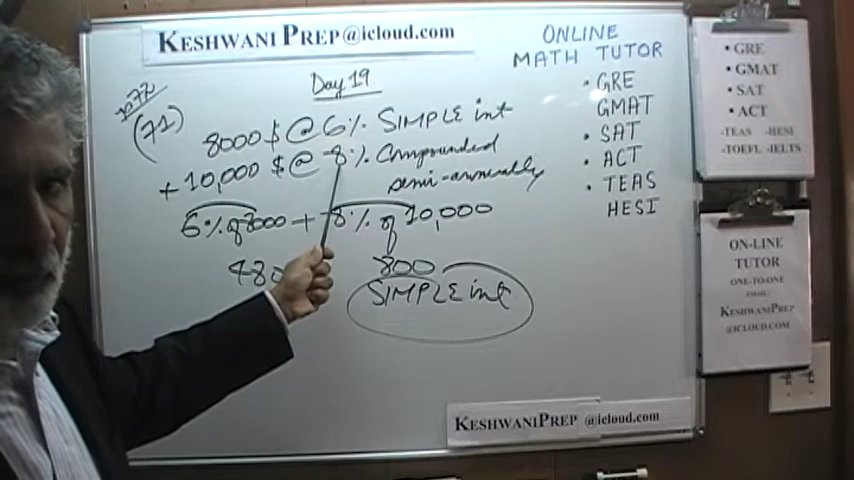 KESHWANI PREP@icloud.com
Day 19
(71)
8000 $ @ 6% SIMPLE int
+ 10,000 $ @ 8% Compounded
semi-annually
6% of 8000 + 8% of 10,000
480
800
SIMPLE int
ONLINE
MATH TUTOR
• GRE
GMAT
• SAT
• ACT
• TEAS
HESI
• GRE
• GMAT
• SAT
• ACT
-TEAS -HESI
-TOEFL -IELTS
ON-LINE
TUTOR
ONE-TO-ONE
KESHWANIPREP
@ICLOUD.COM
KESHWANIPREP @icloud.com